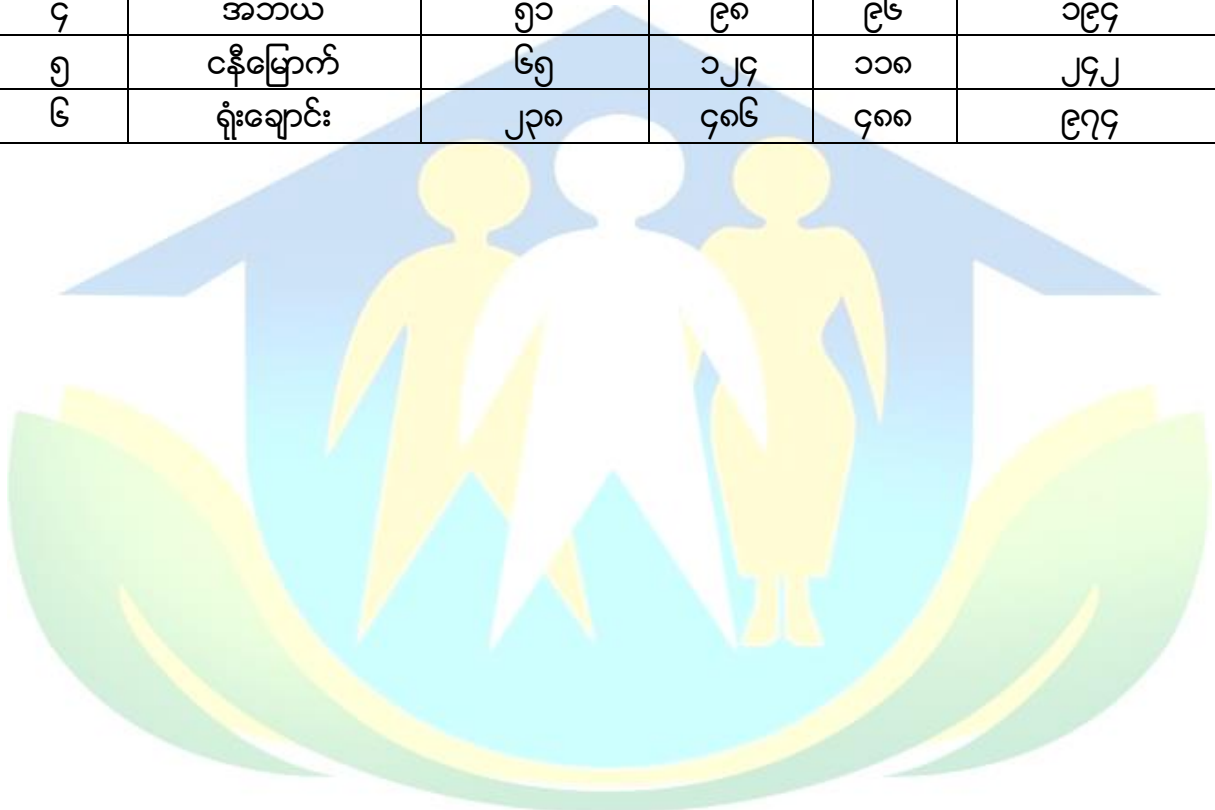 ၄ အဘယ ၅၁ ၉၈ ၉၆ ၁၉၄
၅ ငနီမြောက် ၆၅ ၁၂၄ ၁၁၈ ၂၄၂
၆ ရုံးချောင်း ၂၃၈ ၄၈၆ ၄၈၈ ၉၇၄